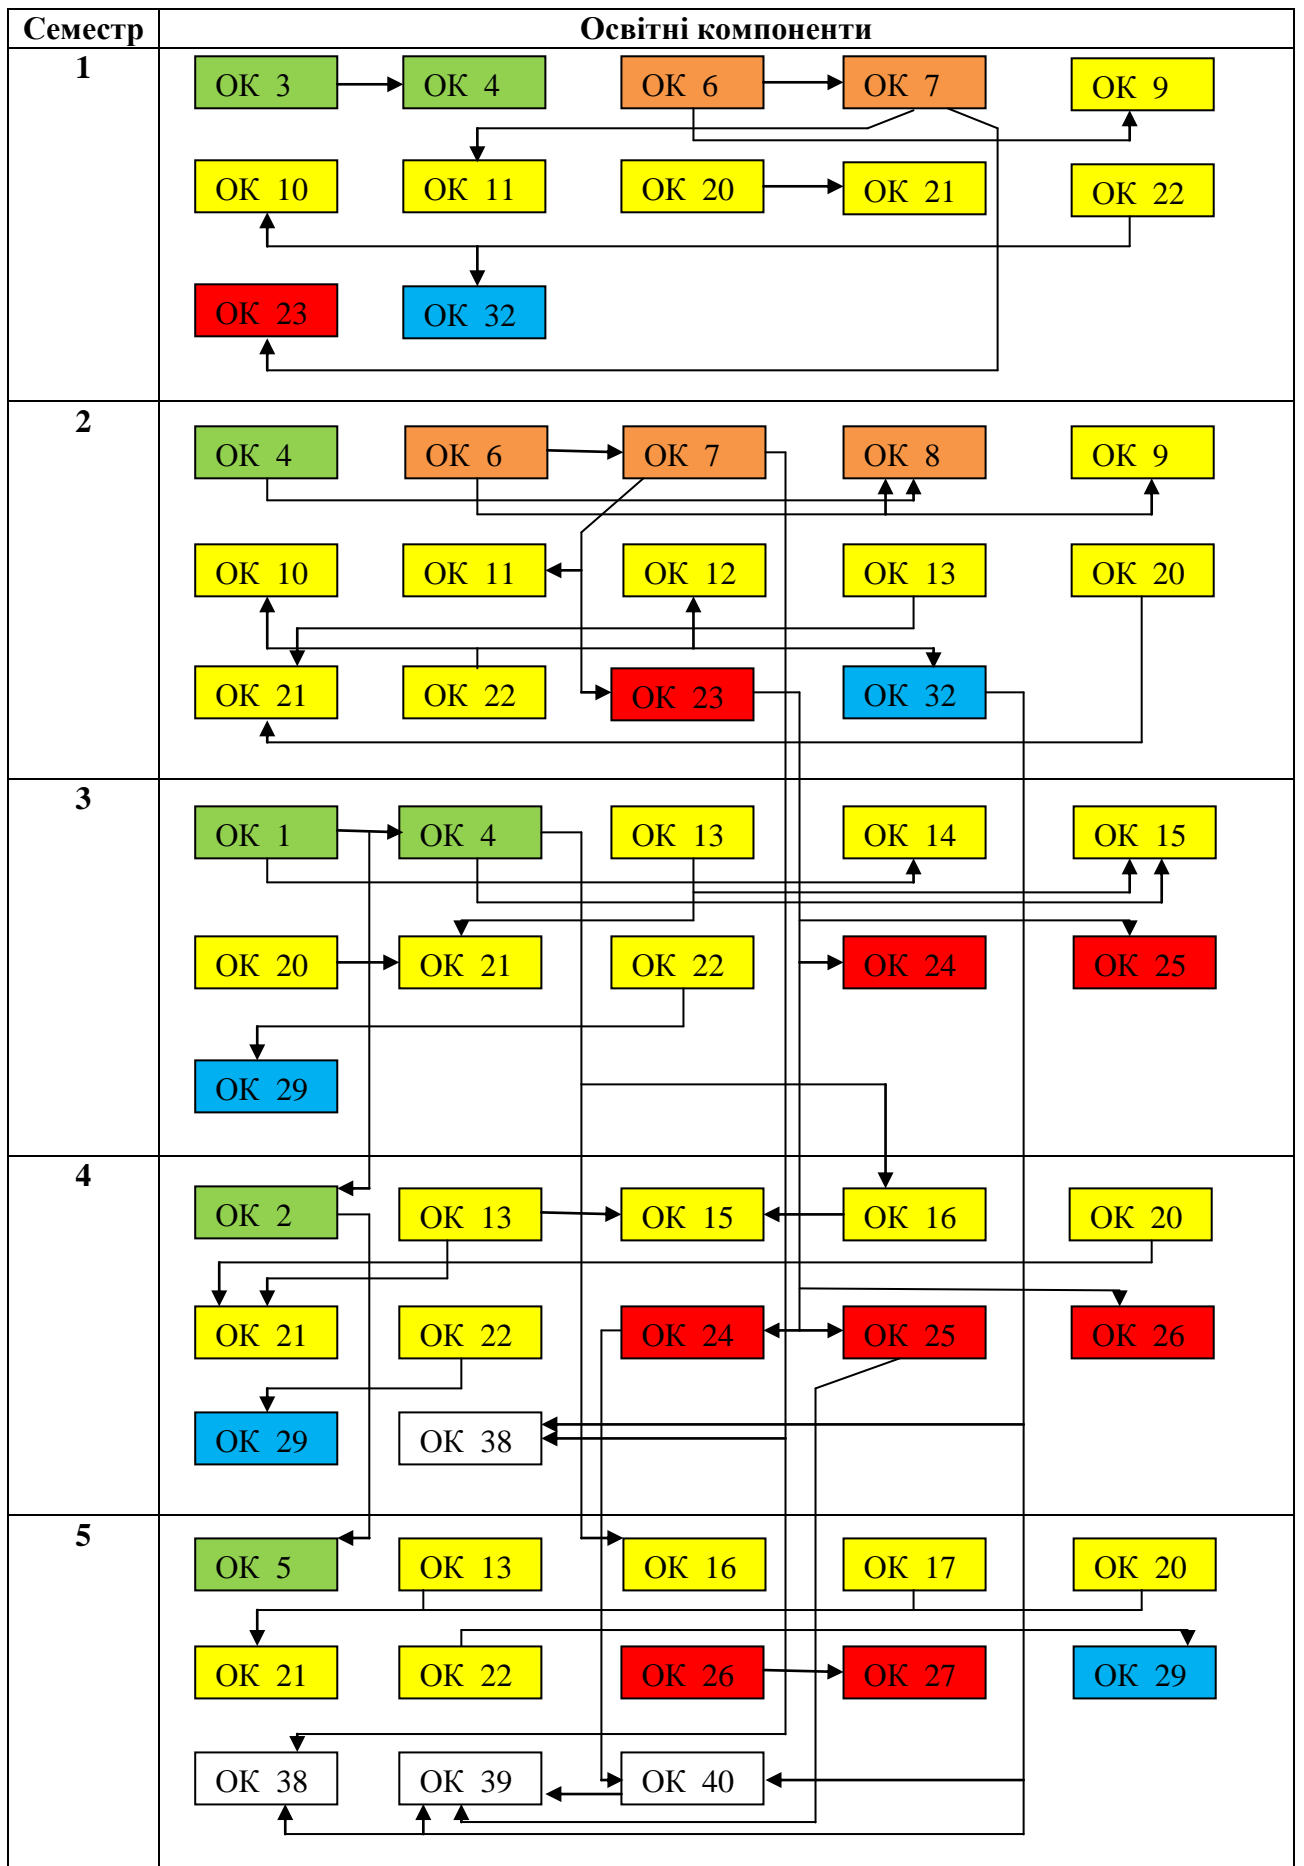 Семестр Освітні компоненти
1
ОК 3 ОК 4 ОК 6 ОК 7 ОК 9
ОК 10 ОК 11 ОК 20 ОК 21 ОК 22
ОК 23 ОК 32
2
ОК 4 ОК 6 ОК 7 ОК 8 ОК 9
ОК 10 ОК 11 ОК 12 ОК 13 ОК 20
ОК 21 ОК 22 ОК 23 ОК 32
3
ОК 1 ОК 4 ОК 13 ОК 14 ОК 15
ОК 20 ОК 21 ОК 22 ОК 24 ОК 25
ОК 29
4
ОК 2 ОК 13 ОК 15 ОК 16 ОК 20
ОК 21 ОК 22 ОК 24 ОК 25 ОК 26
ОК 29 ОК 38
5
ОК 5 ОК 13 ОК 16 ОК 17 ОК 20
ОК 21 ОК 22 ОК 26 ОК 27 ОК 29
ОК 38 ОК 39 ОК 40